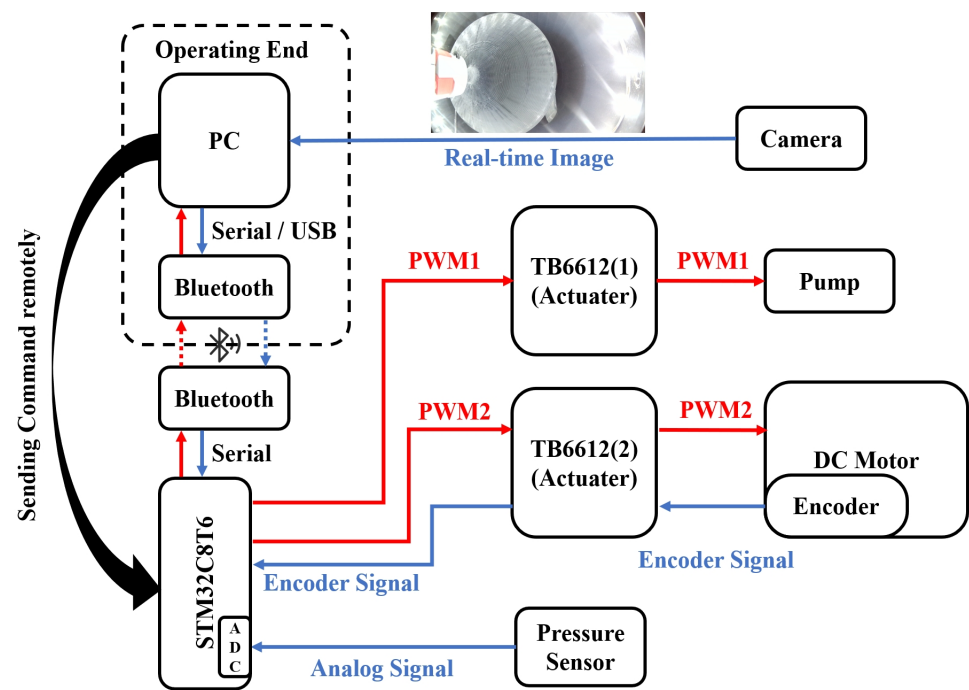 Operating End
PC
Camera
Real-time Image
Serial / USB
Bluetooth
PWM1
TB6612(1)
(Actuater)
PWM1
Pump
Sending Command remotely
Bluetooth
PWM2
TB6612(2)
(Actuater)
PWM2
DC Motor
Encoder
Serial
STM32C8T6
Encoder Signal
Encoder Signal
A
D
C
Analog Signal
Pressure
Sensor